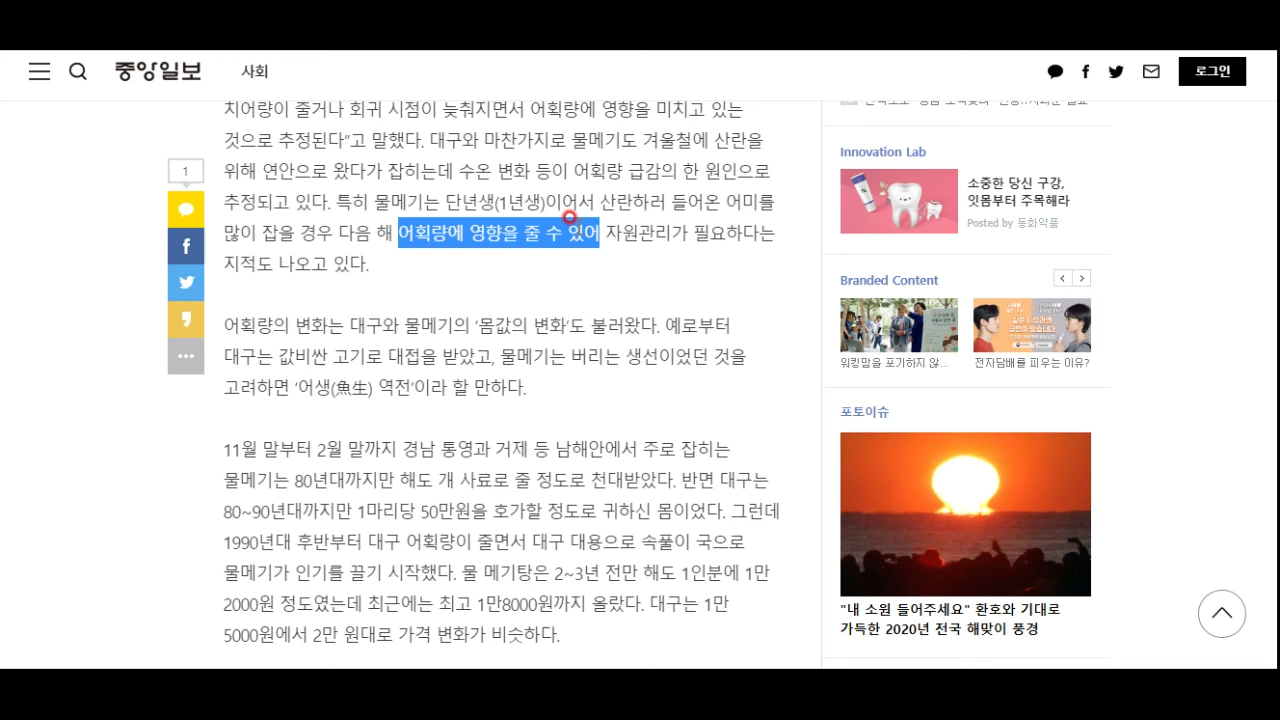 중앙일보
사회
로그인
치어량이 줄거나 회귀 시점이 늦춰지면서 어획량에 영향을 미치고 있는
것으로 추정된다”고 말했다. 대구와 마찬가지로 물메기도 겨울철에 산란을
위해 연안으로 왔다가 잡히는데 수온 변화 등이 어획량 급감의 한 원인으로
추정되고 있다. 특히 물메기는 단년생(1년생)이어서 산란하러 들어온 어미를
많이 잡을 경우 다음 해 어획량에 영향을 줄 수 있어 자원관리가 필요하다는
지적도 나오고 있다.
어획량의 변화는 대구와 물메기의 ‘몸값의 변화’도 불러왔다. 예로부터
대구는 값비싼 고기로 대접을 받았고, 물메기는 버리는 생선이었던 것을
고려하면 ‘어생(魚生) 역전’이라 할 만하다.
11월 말부터 2월 말까지 경남 통영과 거제 등 남해안에서 주로 잡히는
물메기는 80년대까지만 해도 개 사료로 줄 정도로 천대받았다. 반면 대구는
80~90년대까지만 1마리당 50만원을 호가할 정도로 귀하신 몸이었다. 그런데
1990년대 후반부터 대구 어획량이 줄면서 대구 대용으로 속풀이 국으로
물메기가 인기를 끌기 시작했다. 물 메기탕은 2~3년 전만 해도 1인분에 1만
2000원 정도였는데 최근에는 최고 1만8000원까지 올랐다. 대구는 1만
5000원에서 2만 원대로 가격 변화가 비슷하다.
1
Innovation Lab
소중한 당신 구강,
잇몸부터 주목해라
Posted by 동화약품
Branded Content
워킹맘을 포기하지 않...
전자담배를 피우는 이유?
포토이슈
"내 소원 들어주세요" 환호와 기대로
가득한 2020년 전국 해맞이 풍경